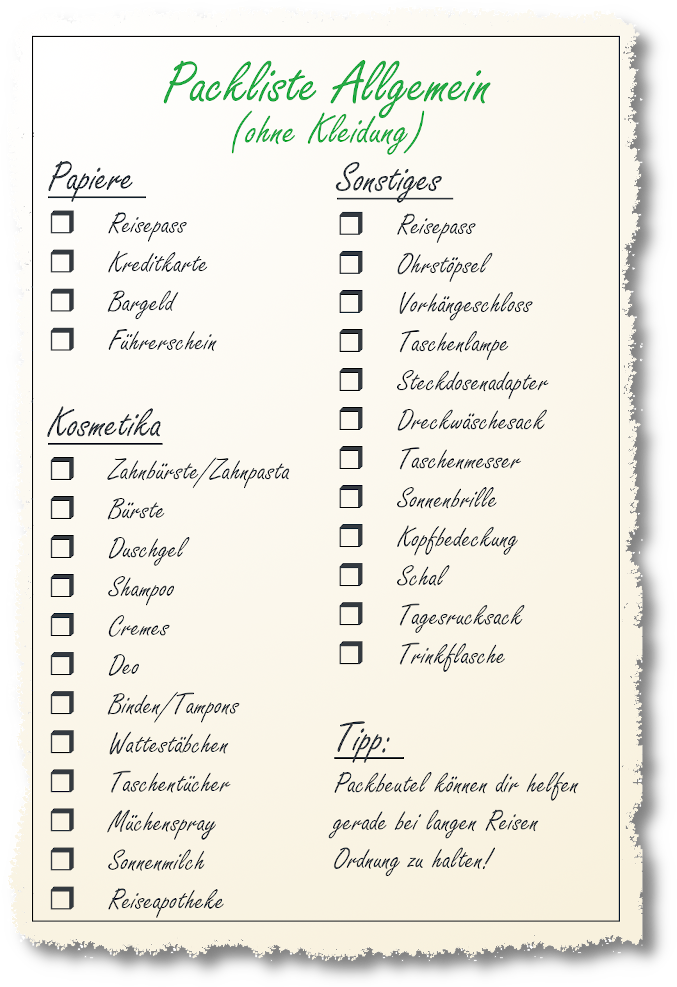 Packliste Allgemein
(ohne Kleidung)
Papiere
Reisepass
Kreditkarte
Bargeld
Führerschein
Kosmetika
Zahnbürste/Zahnpasta
Bürste
Duschgel
Shampoo
Cremes
Deo
Binden/Tampons
Wattestäbchen
Taschentücher
Müchenspray
Sonnenmilch
Reiseapotheke
Sonstiges
Reisepass
Ohrstöpsel
Vorhängeschloss
Taschenlampe
Steckdosenadapter
Dreckwäschesack
Taschenmesser
Sonnenbrille
Kopfbedeckung
Schal
Tagesrucksack
Trinkflasche
Tipp:
Packbeutel können dir helfen
gerade bei langen Reisen
Ordnung zu halten!